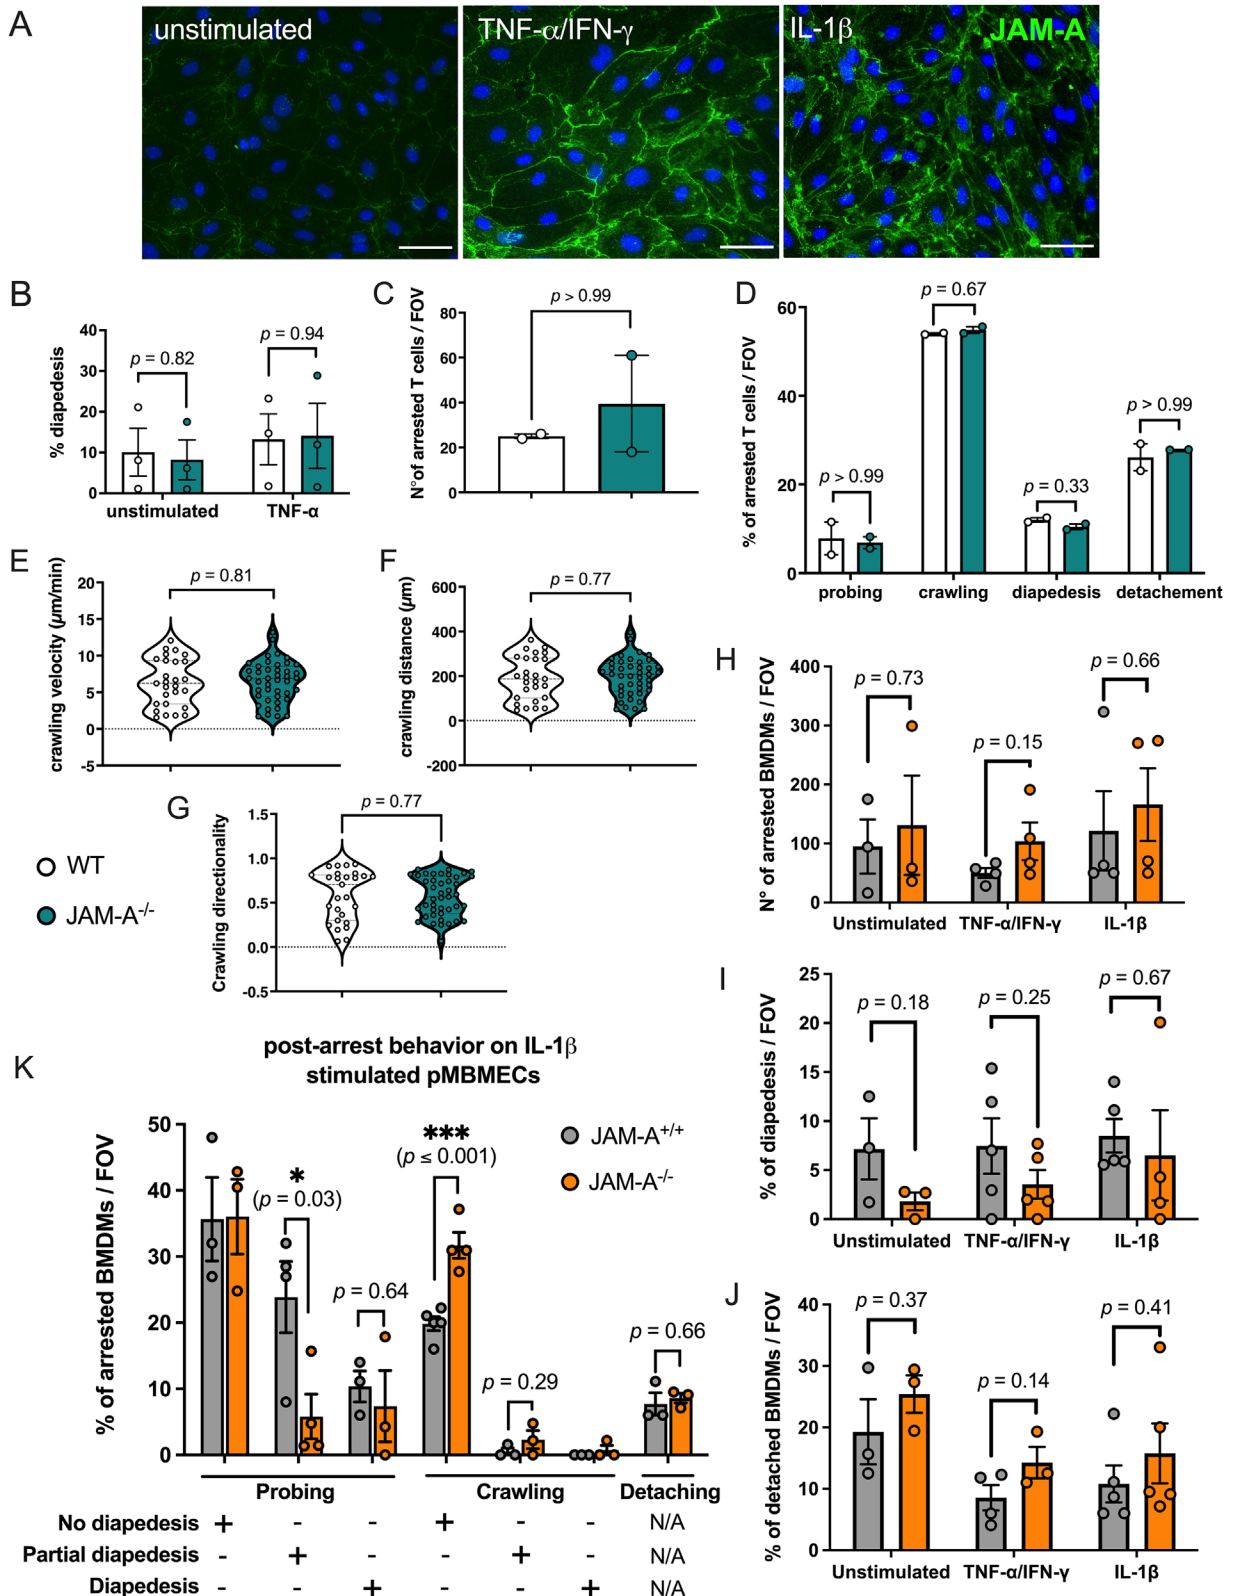 A
unstimulated
TNF-α/IFN-γ
IL-1β
JAM-A
B
% diapedesis
40
30
20
10
0
p = 0.82
p = 0.94
unstimulated
TNF-α
C
N°of arrested T cells / FOV
80
60
40
20
0
p > 0.99
D
% of arrested T cells / FOV
60
40
20
0
p > 0.99
p = 0.67
p = 0.33
p > 0.99
probing
crawling
diapedesis
detachement
E
crawling velocity (µm/min)
20
15
10
5
0
-5
p = 0.81
F
crawling distance (µm)
600
400
200
0
-200
p = 0.77
G
Crawling directionality
1.5
1.0
0.5
0.0
-0.5
p = 0.77
WT
JAM-A-/-
H
N° of arrested BMDMs / FOV
400
300
200
100
0
p = 0.73
p = 0.15
p = 0.66
Unstimulated
TNF-α/IFN-γ
IL-1β
I
% of diapedesis / FOV
25
20
15
10
5
0
p = 0.18
p = 0.25
p = 0.67
Unstimulated
TNF-α/IFN-γ
IL-1β
J
% of detached BMDMs / FOV
40
30
20
10
0
p = 0.37
p = 0.14
p = 0.41
Unstimulated
TNF-α/IFN-γ
IL-1β
K
post-arrest behavior on IL-1β
stimulated pMBMECs
% of arrested BMDMs / FOV
50
40
30
20
10
0
*
(p = 0.03)
p = 0.64
***
(p ≤ 0.001)
p = 0.29
p = 0.66
JAM-A+/+
JAM-A-/-
Probing
Crawling
Detaching
No diapedesis + - - + - - N/A
Partial diapedesis - + - - + - N/A
Diapedesis - - + - - + N/A